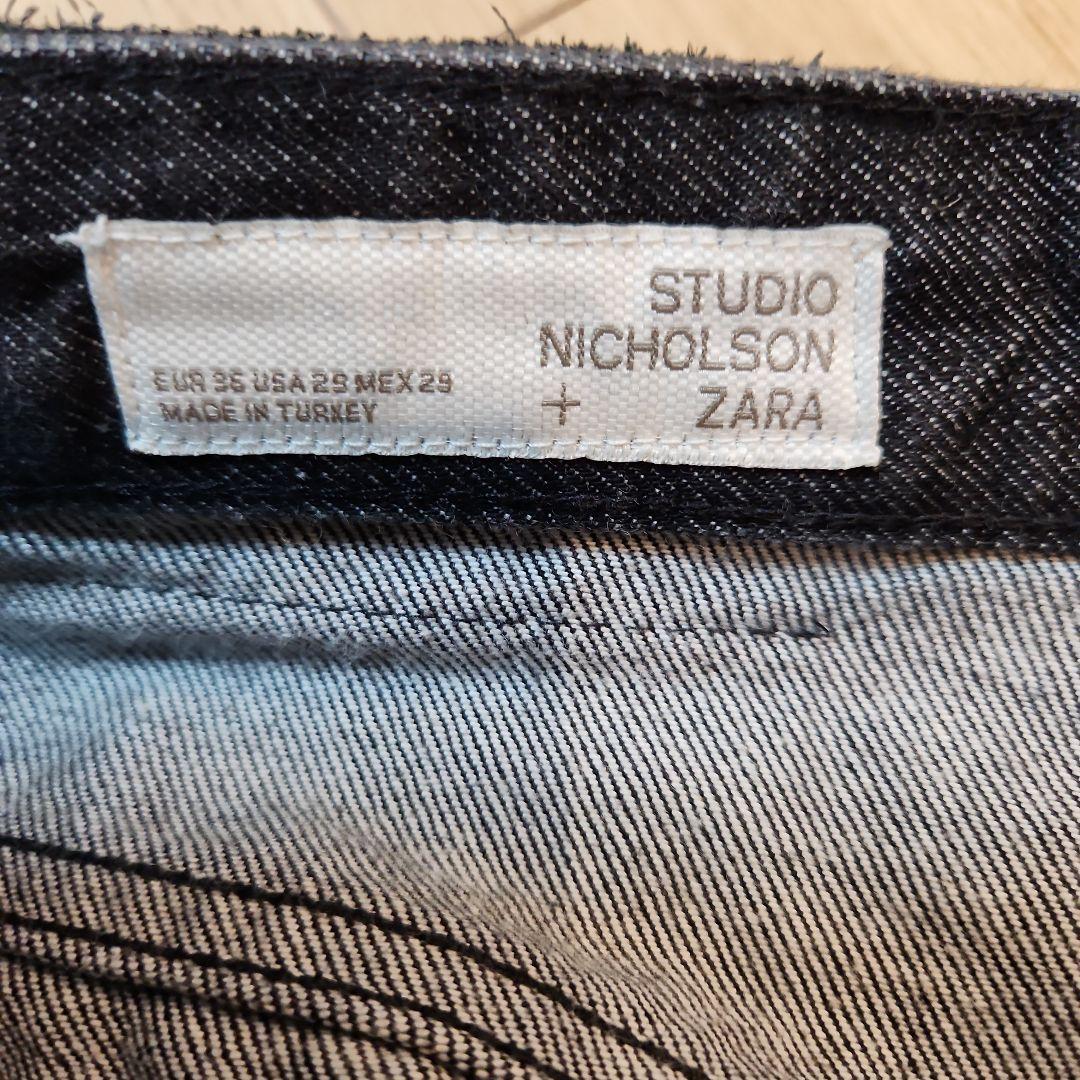 STUDIO
NICHOLSON
+ ZARA
EUR 36 USA 29 MEX 29
MADE IN TURKEY